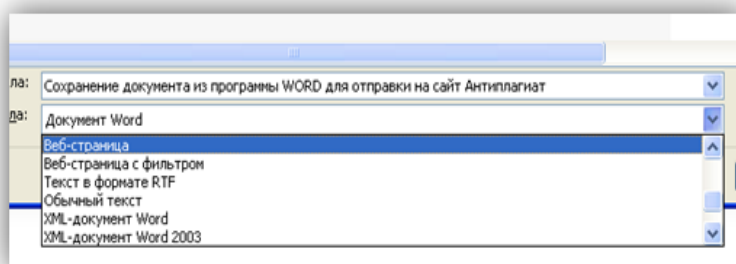 ла: Сохранение документа из программы WORD для отправки на сайт Антиплагиат
ла: Документ Word
Веб-страница
Веб-страница с фильтром
Текст в формате RTF
Обычный текст
XML-документ Word
XML-документ Word 2003